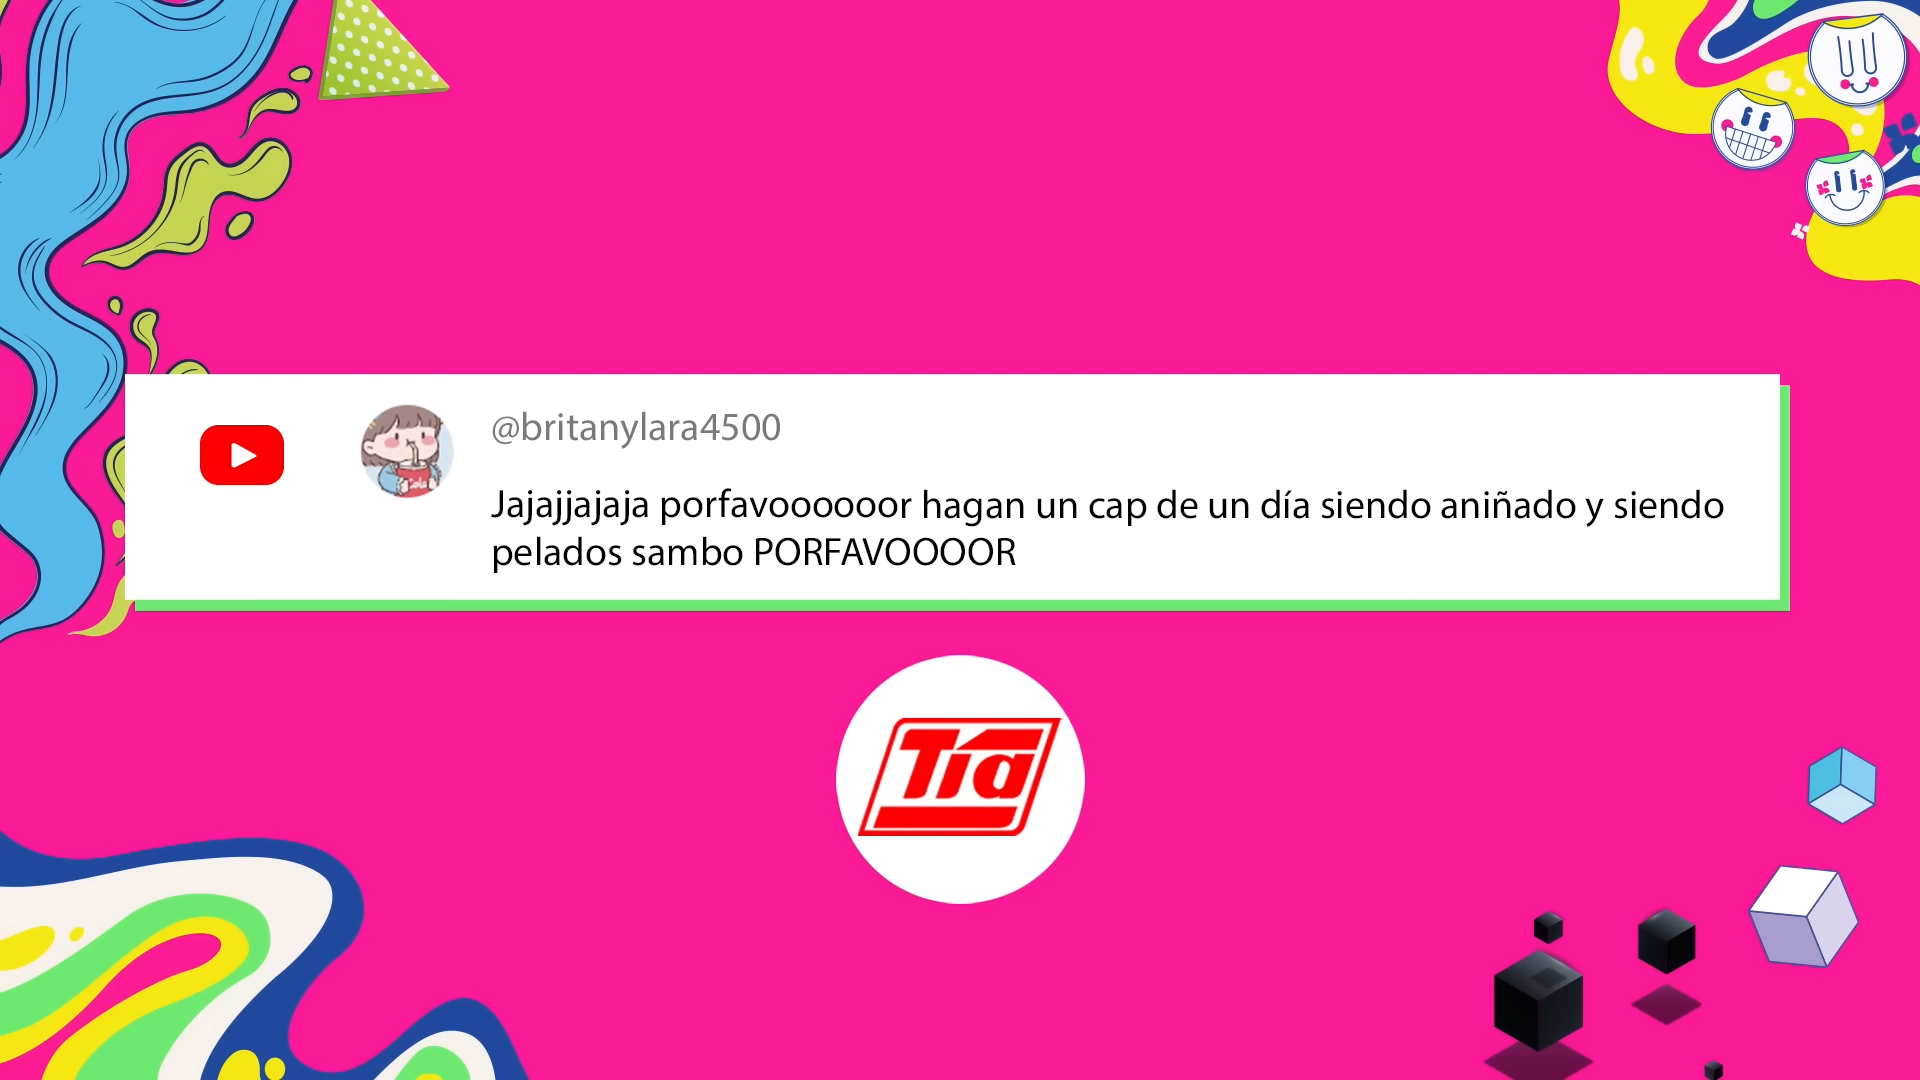 @britanylara4500
Jajajjajaja porfavoooooor hagan un cap de un día siendo aniñado y siendo
pelados sambo PORFAVOOOOR
Tía